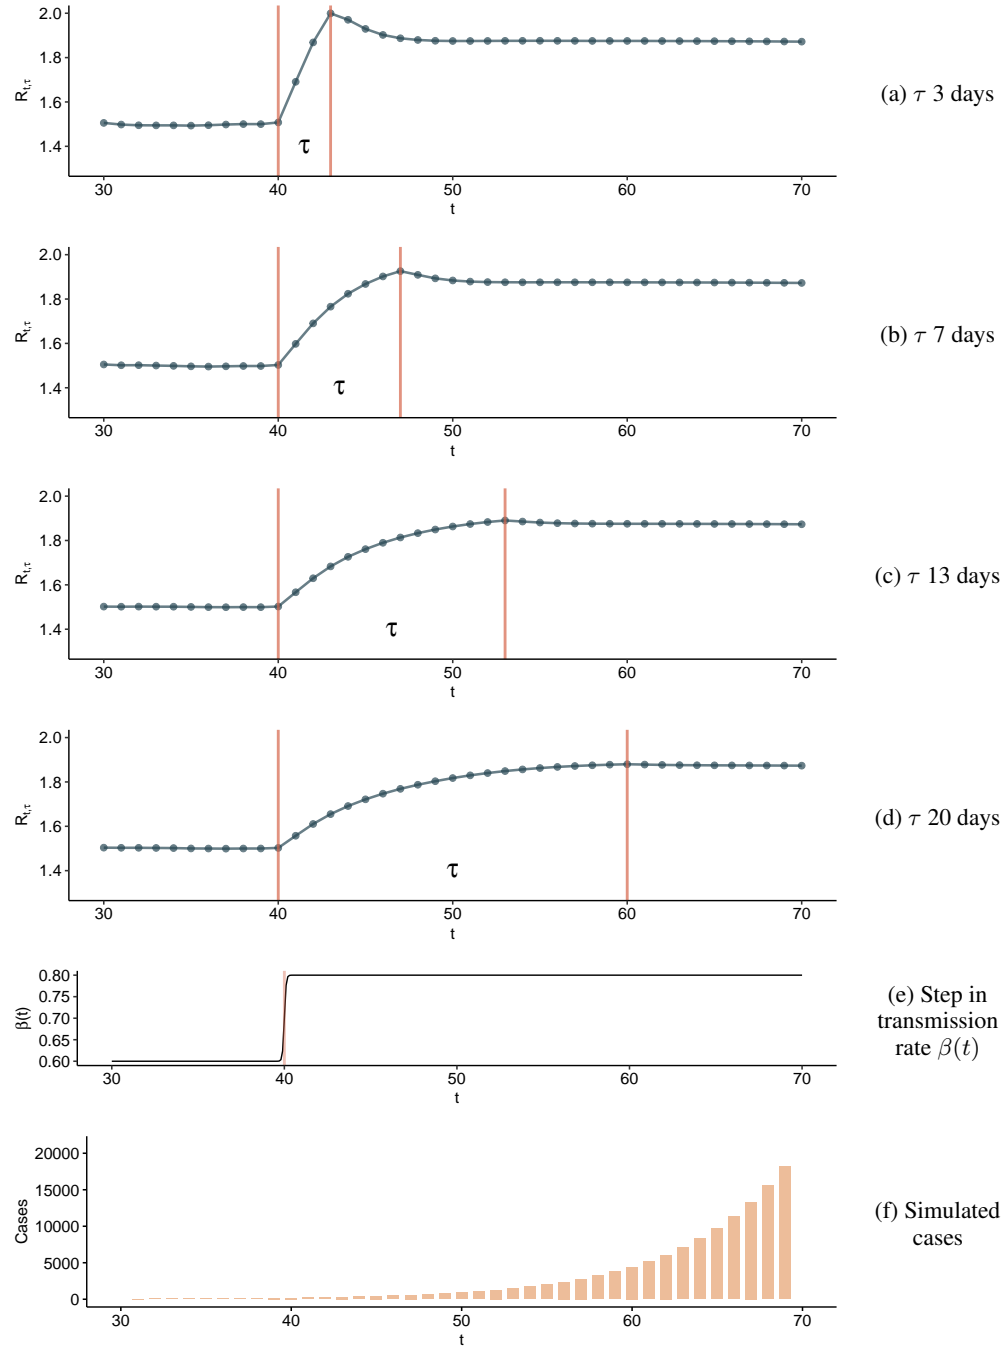 2.0
1.8
1.6
1.4
R_{t,τ}
τ
30 40 50 60 70
t
(a) τ 3 days
2.0
1.8
1.6
1.4
R_{t,τ}
τ
30 40 50 60 70
t
(b) τ 7 days
2.0
1.8
1.6
1.4
R_{t,τ}
τ
30 40 50 60 70
t
(c) τ 13 days
2.0
1.8
1.6
1.4
R_{t,τ}
τ
30 40 50 60 70
t
(d) τ 20 days
0.80
0.75
0.70
0.65
0.60
β(t)
30 40 50 60 70
t
(e) Step in
transmission
rate β(t)
20000
15000
10000
5000
0
Cases
30 40 50 60 70
t
(f) Simulated
cases